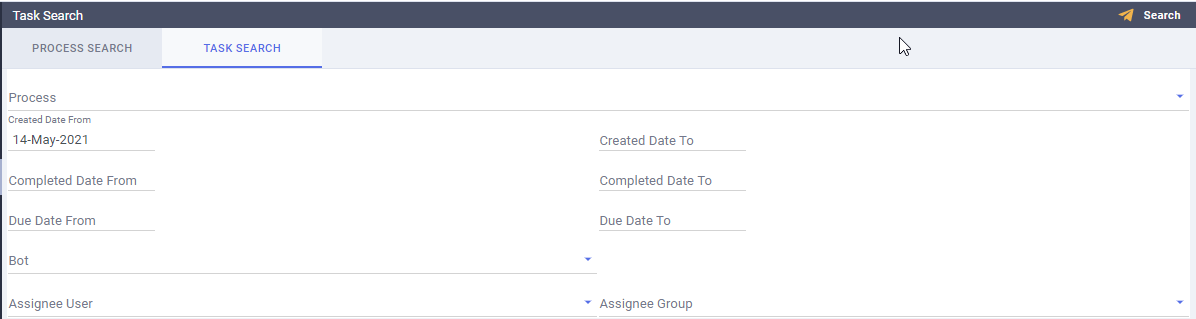 Task Search
Search
PROCESS SEARCH
TASK SEARCH
Process
Created Date From
14-May-2021
Created Date To
Completed Date From
Completed Date To
Due Date From
Due Date To
Bot
Assignee User
Assignee Group